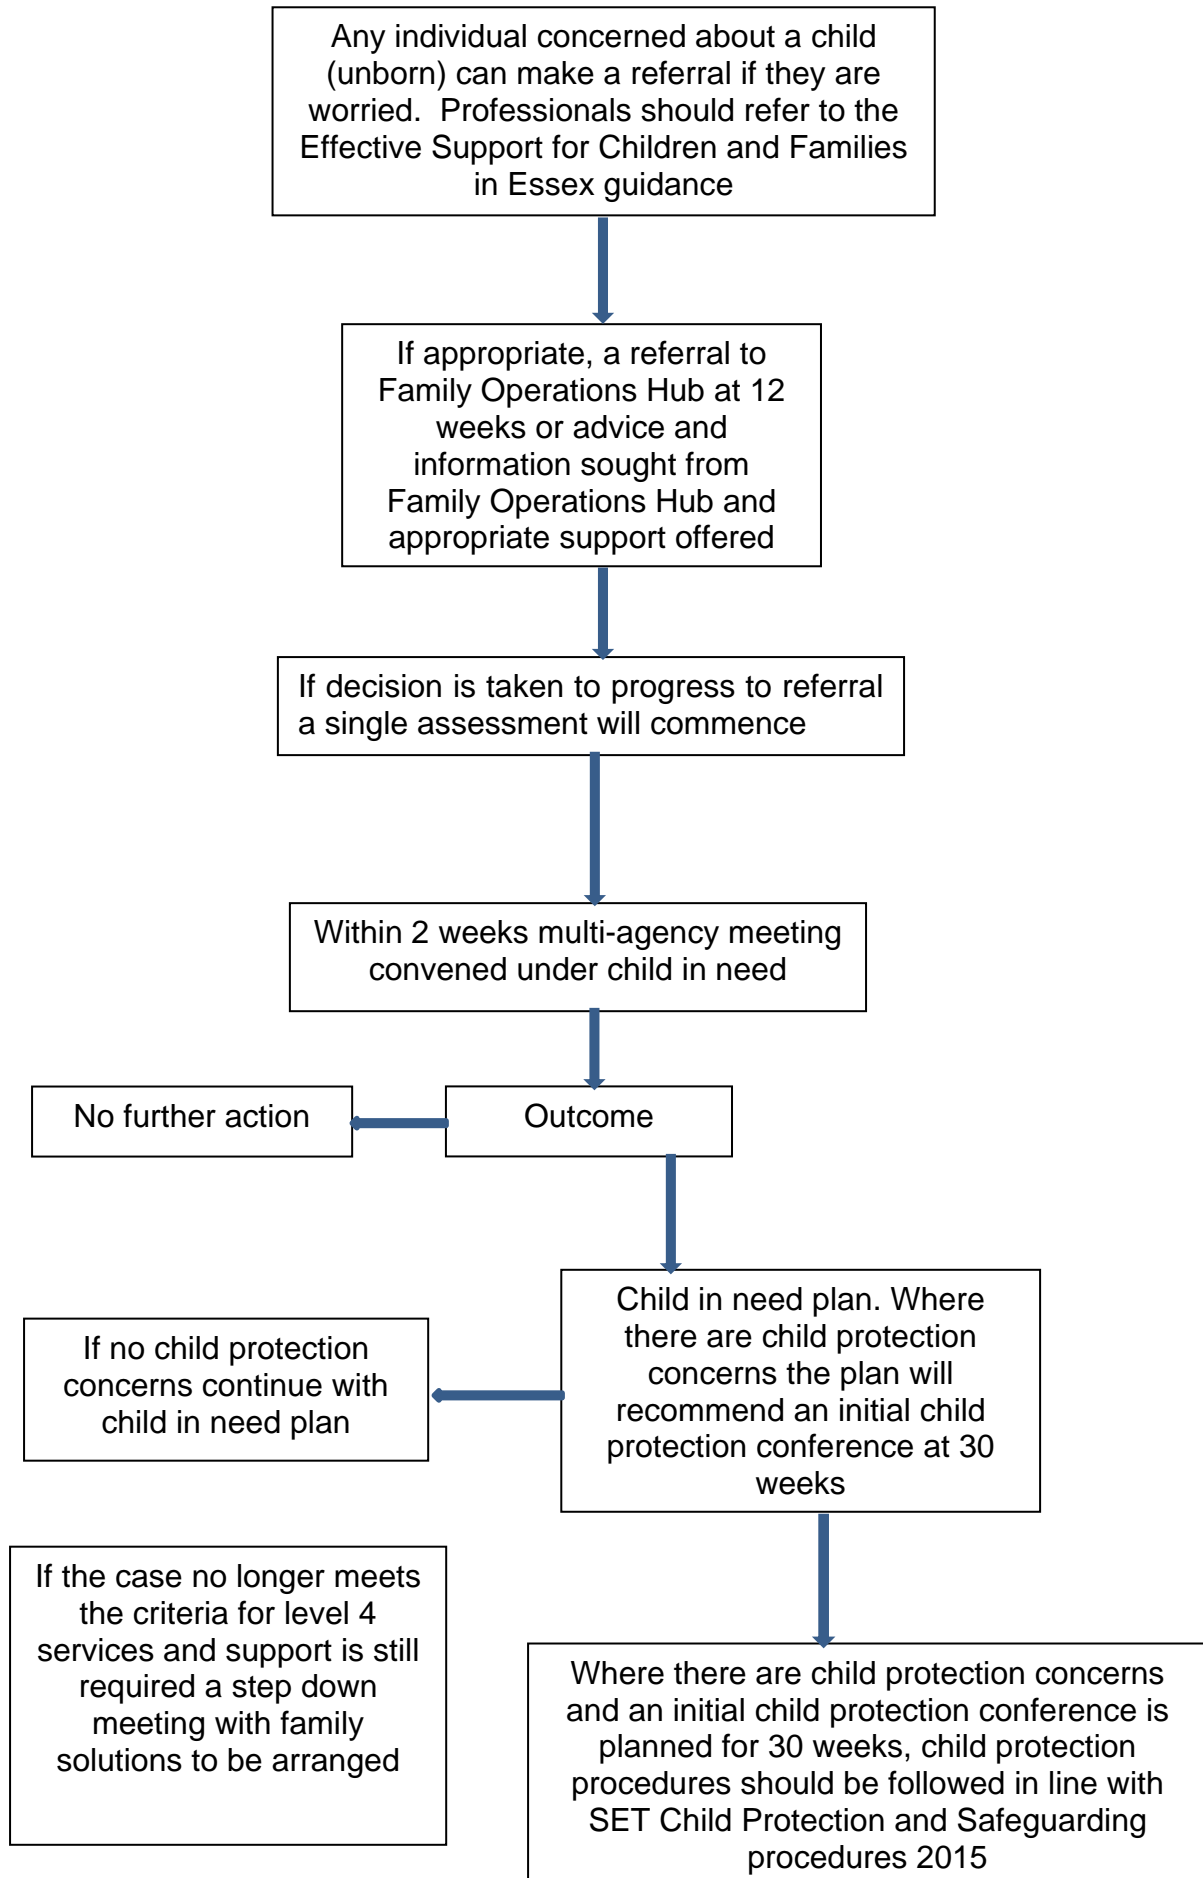 Any individual concerned about a child
(unborn) can make a referral if they are
worried.  Professionals should refer to the
Effective Support for Children and Families
in Essex guidance
If appropriate, a referral to
Family Operations Hub at 12
weeks or advice and
information sought from
Family Operations Hub and
appropriate support offered
If decision is taken to progress to referral
a single assessment will commence
Within 2 weeks multi-agency meeting
convened under child in need
No further action
Outcome
Child in need plan. Where
there are child protection
concerns the plan will
recommend an initial child
protection conference at 30
weeks
If no child protection
concerns continue with
child in need plan
If the case no longer meets
the criteria for level 4
services and support is still
required a step down
meeting with family
solutions to be arranged
Where there are child protection concerns
and an initial child protection conference is
planned for 30 weeks, child protection
procedures should be followed in line with
SET Child Protection and Safeguarding
procedures 2015